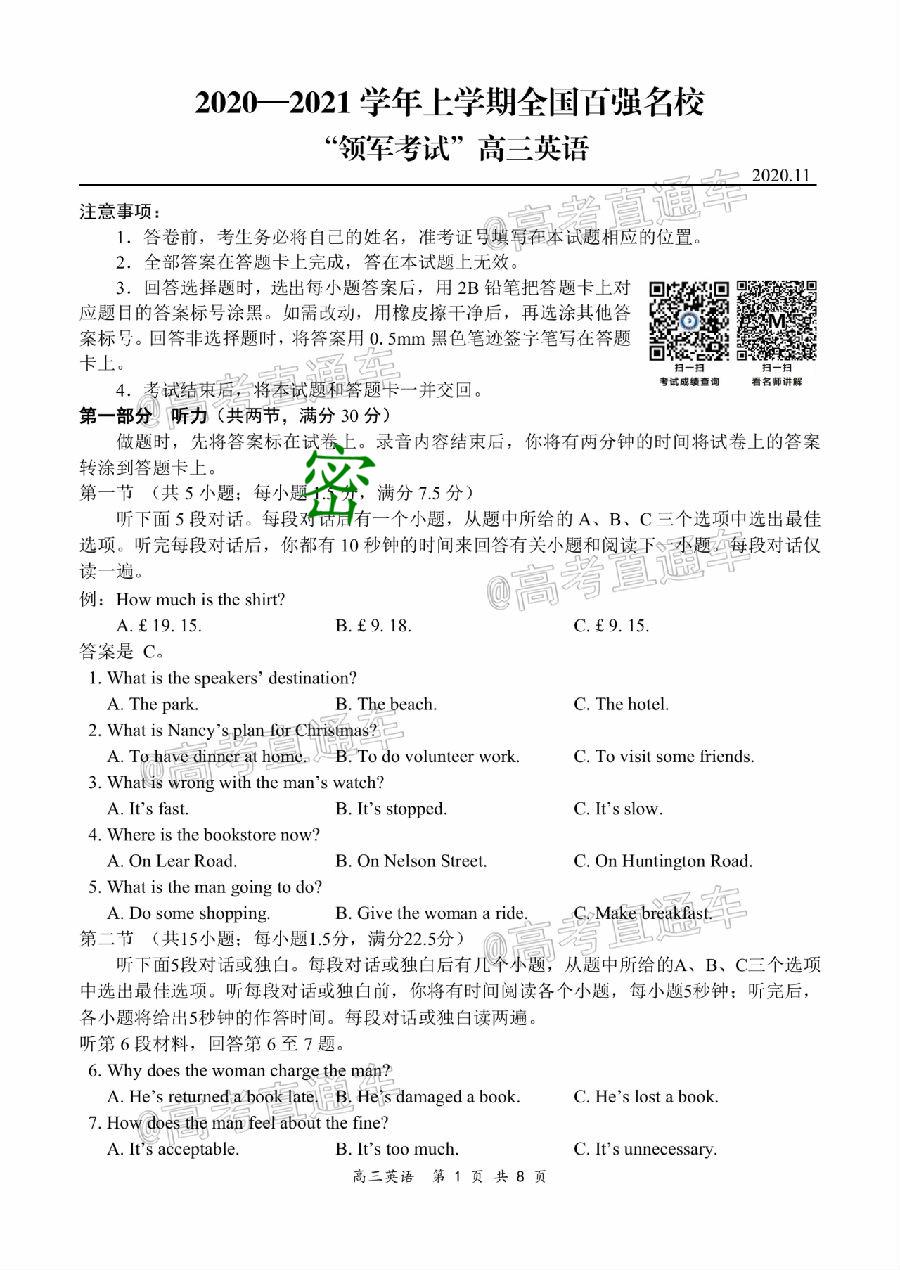 2020—2021 学年上学期全国百强名校
“领军考试”高三英语
2020.11
注意事项：
1．答卷前，考生务必将自己的姓名，准考证号填写在本试题相应的位置。
2．全部答案在答题卡上完成，答在本试题上无效。
3．回答选择题时，选出每小题答案后，用 2B 铅笔把答题卡上对
应题目的答案标号涂黑。如需改动，用橡皮擦干净后，再选涂其他答
案标号。回答非选择题时，将答案用 0.5mm 黑色笔迹签字笔写在答题
卡上。
扫一扫
考试成绩查询
扫一扫
看名师讲解
4．考试结束后，将本试题和答题卡一并交回。
第一部分 听力（共两节，满分 30 分）
做题时，先将答案标在试卷上。录音内容结束后，你将有两分钟的时间将试卷上的答案
转涂到答题卡上。
密
第一节 （共 5 小题；每小题 1.5 分，满分 7.5 分）
听下面 5 段对话。每段对话后有一个小题，从题中所给的 A、B、C 三个选项中选出最佳
选项。听完每段对话后，你都有 10 秒钟的时间来回答有关小题和阅读下一小题。每段对话仅
读一遍。
例：How much is the shirt?
A. £ 19. 15. B. £ 9. 18. C. £ 9. 15.
答案是 C。
1. What is the speakers’ destination?
A. The park. B. The beach. C. The hotel.
2. What is Nancy’s plan for Christmas?
A. To have dinner at home. B. To do volunteer work. C. To visit some friends.
3. What is wrong with the man’s watch?
A. It’s fast. B. It’s stopped. C. It’s slow.
4. Where is the bookstore now?
A. On Lear Road. B. On Nelson Street. C. On Huntington Road.
5. What is the man going to do?
A. Do some shopping. B. Give the woman a ride. C. Make breakfast.
第二节 （共15小题；每小题1.5分，满分22.5分）
听下面5段对话或独白。每段对话或独白后有几个小题，从题中所给的A、B、C三个选项
中选出最佳选项。听每段对话或独白前，你将有时间阅读各个小题，每小题5秒钟；听完后，
各小题将给出5秒钟的作答时间。每段对话或独白读两遍。
听第 6 段材料，回答第 6 至 7 题。
6. Why does the woman charge the man?
A. He’s returned a book late. B. He’s damaged a book. C. He’s lost a book.
7. How does the man feel about the fine?
A. It’s acceptable. B. It’s too much. C. It’s unnecessary.
高三英语 第 1 页 共 8 页
@高考直通车
@高考直通车
@高考直通车
@高考直通车
@高考直通车
@高考直通车